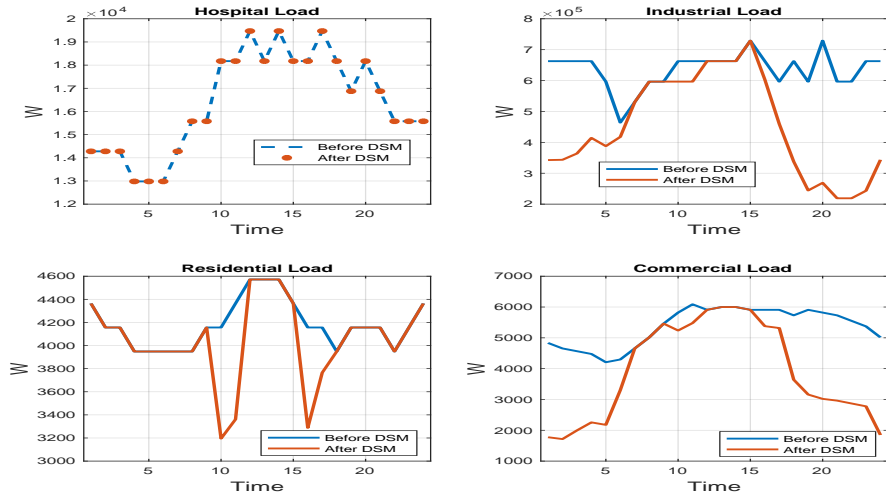 Hospital Load
×10⁴
2
1.9
1.8
1.7
1.6
1.5
1.4
1.3
1.2
W
Before DSM
After DSM
5 10 15 20
Time
Industrial Load
×10⁵
8
7
6
5
4
3
2
W
Before DSM
After DSM
5 10 15 20
Time
Residential Load
4600
4400
4200
4000
3800
3600
3400
3200
3000
W
Before DSM
After DSM
5 10 15 20
Time
Commercial Load
7000
6000
5000
4000
3000
2000
1000
W
Before DSM
After DSM
5 10 15 20
Time